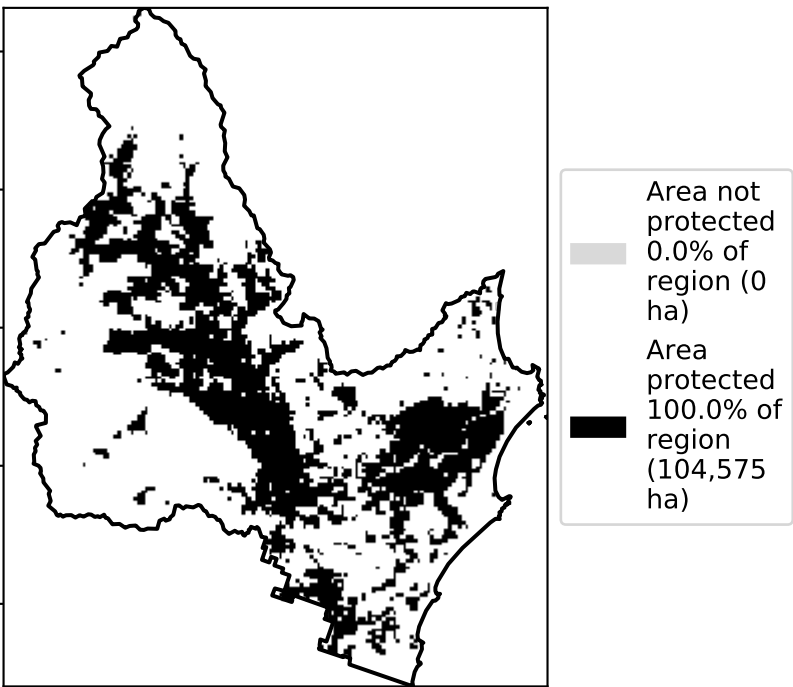 Area not
protected
0.0% of
region (0
ha)
Area
protected
100.0% of
region
(104,575
ha)